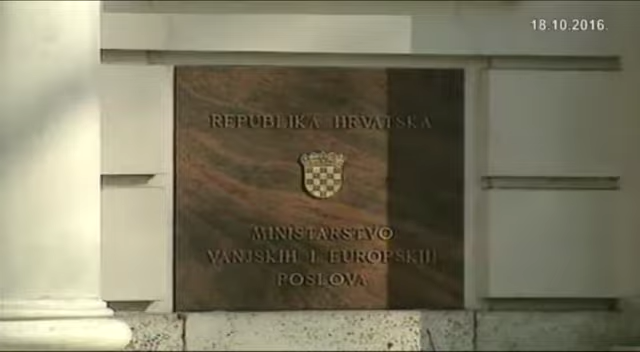 18.10.2016.
REPUBLIKA HRVATSKA
MINISTARSTVO
VANJSKIH I EUROPSKIH
POSLOVA